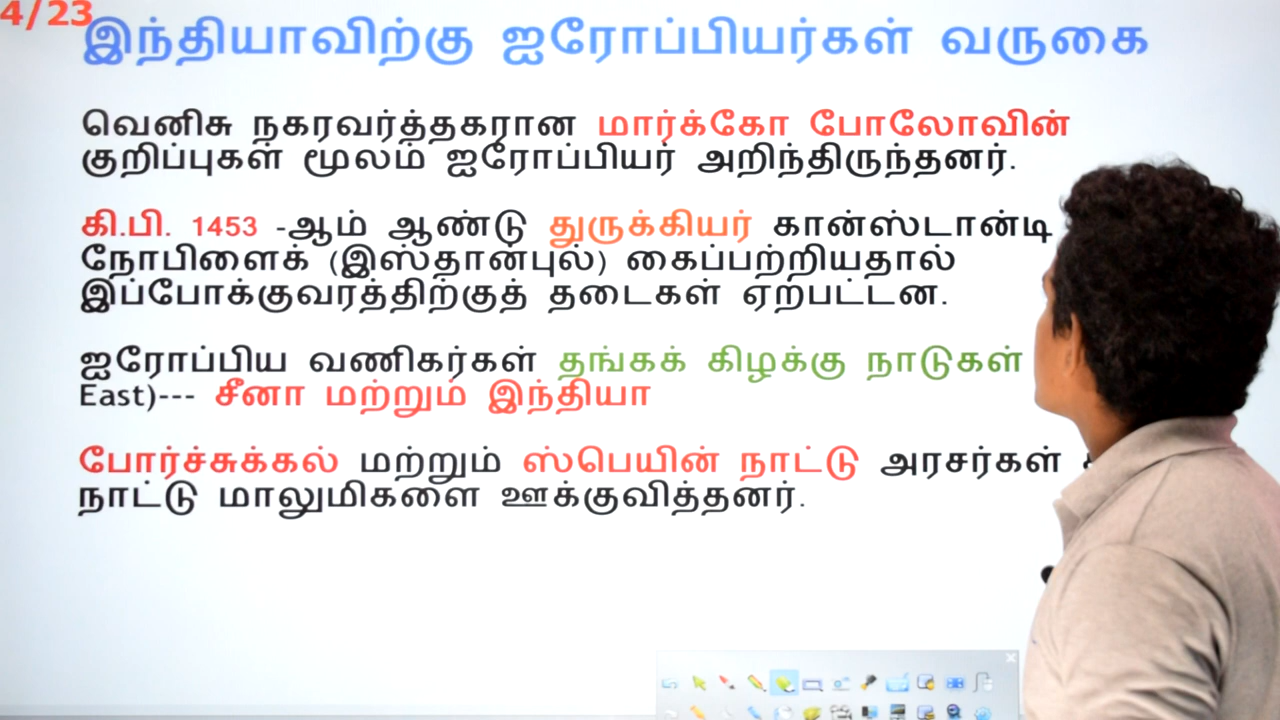 4/23
இந்தியாவிற்கு ஐரோப்பியர்கள் வருகை
வெனிசு நகரவர்த்தகரான மார்க்கோ போலோவின்
குறிப்புகள் மூலம் ஐரோப்பியர் அறிந்திருந்தனர்.
கி.பி. 1453 -ஆம் ஆண்டு துருக்கியர் கான்ஸ்டான்டி
நோபிளைக் (இஸ்தான்புல்) கைப்பற்றியதால்
இப்போக்குவரத்திற்குத் தடைகள் ஏற்பட்டன.
ஐரோப்பிய வணிகர்கள் தங்கக் கிழக்கு நாடுகள்
East)--- சீனா மற்றும் இந்தியா
போர்ச்சுக்கல் மற்றும் ஸ்பெயின் நாட்டு அரசர்கள்
நாட்டு மாலுமிகளை ஊக்குவித்தனர்.